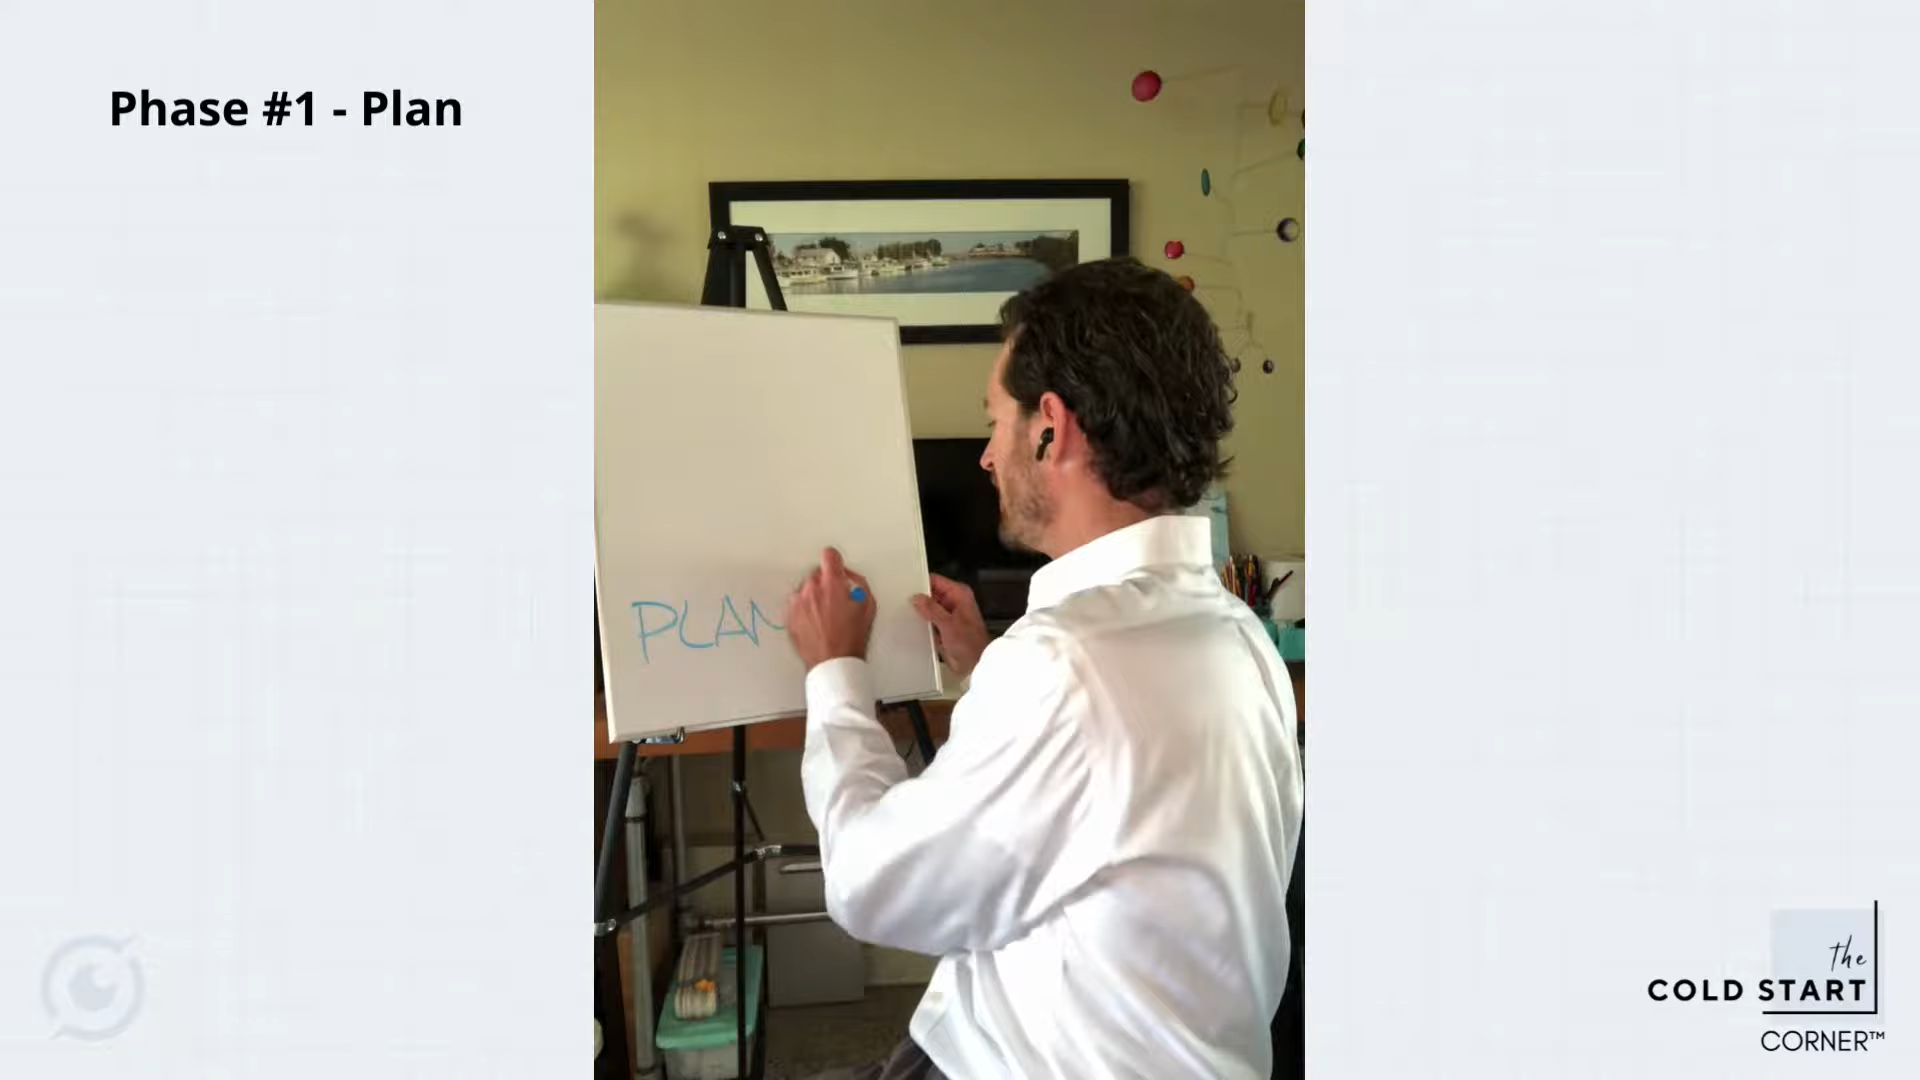 Phase #1 - Plan
PLAN
the
COLD START
CORNER™